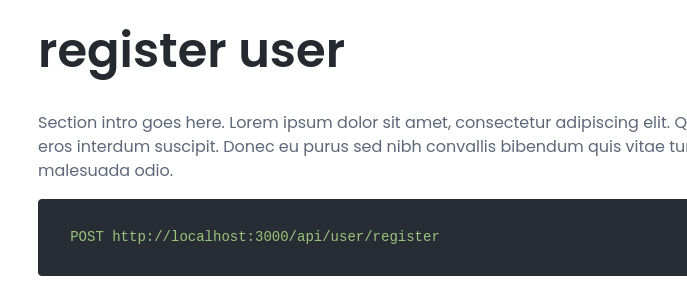 register user
Section intro goes here. Lorem ipsum dolor sit amet, consectetur adipiscing elit.
eros interdum suscipit. Donec eu purus sed nibh convallis bibendum quis vitae
malesuada odio.
POST http://localhost:3000/api/user/register